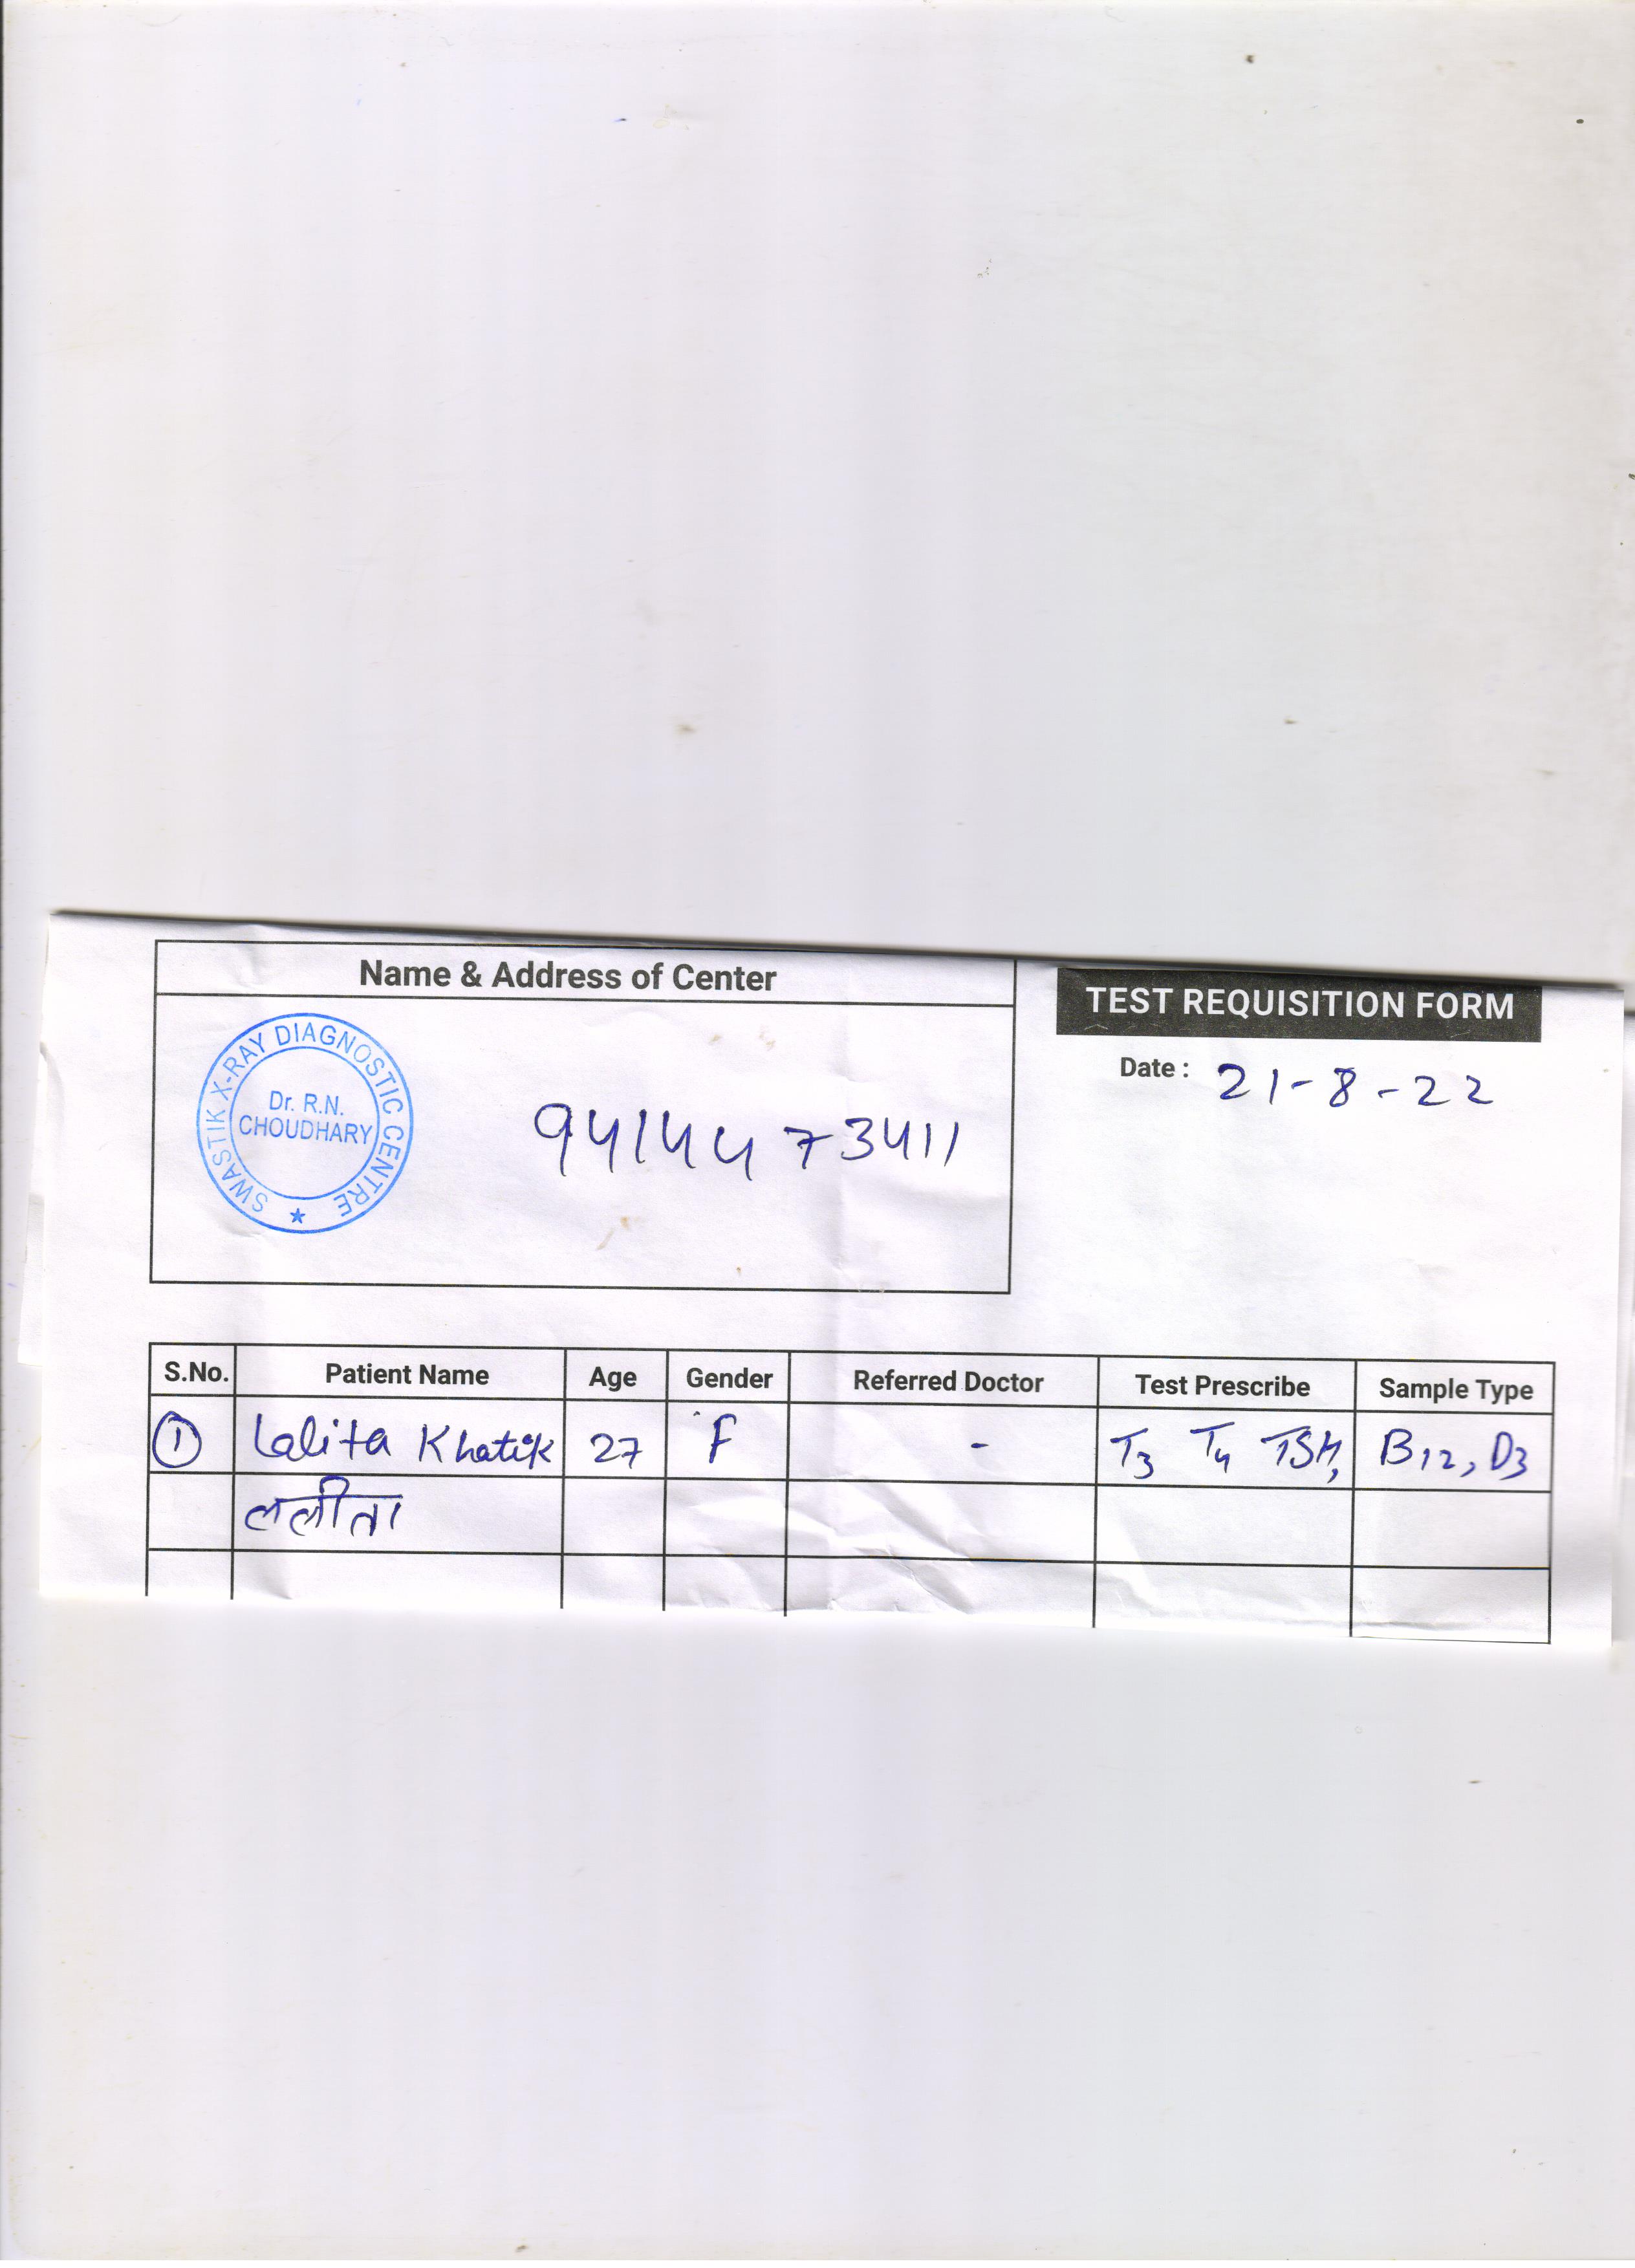 Name & Address of Center
TEST REQUISITION FORM
Date : 21-8-22
SWASTIK X-RAY DIAGNOSTIC CENTRE ★
Dr. R.N.
CHOUDHARY
9414473411
S.No. Patient Name Age Gender Referred Doctor Test Prescribe Sample Type
① Lalita Khatik 27 F - T3 T4 TSH, B12, D3
ललीता